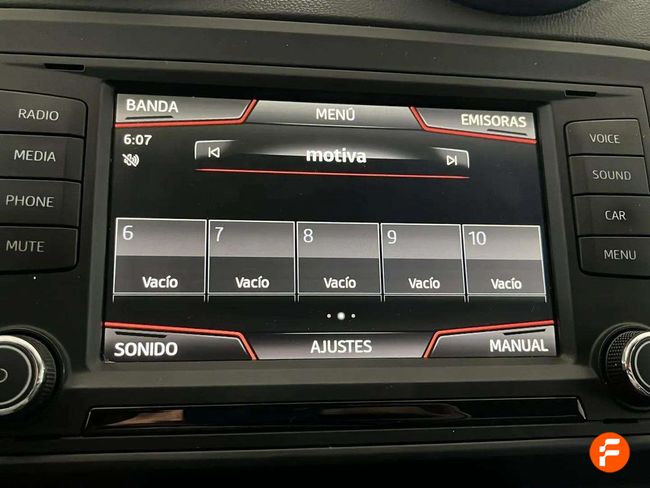 RADIO
MEDIA
PHONE
MUTE
BANDA
MENÚ
EMISORAS
6:07
motiva
6
7
8
9
10
Vacío
Vacío
Vacío
Vacío
Vacío
SONIDO
AJUSTES
MANUAL
VOICE
SOUND
CAR
MENU